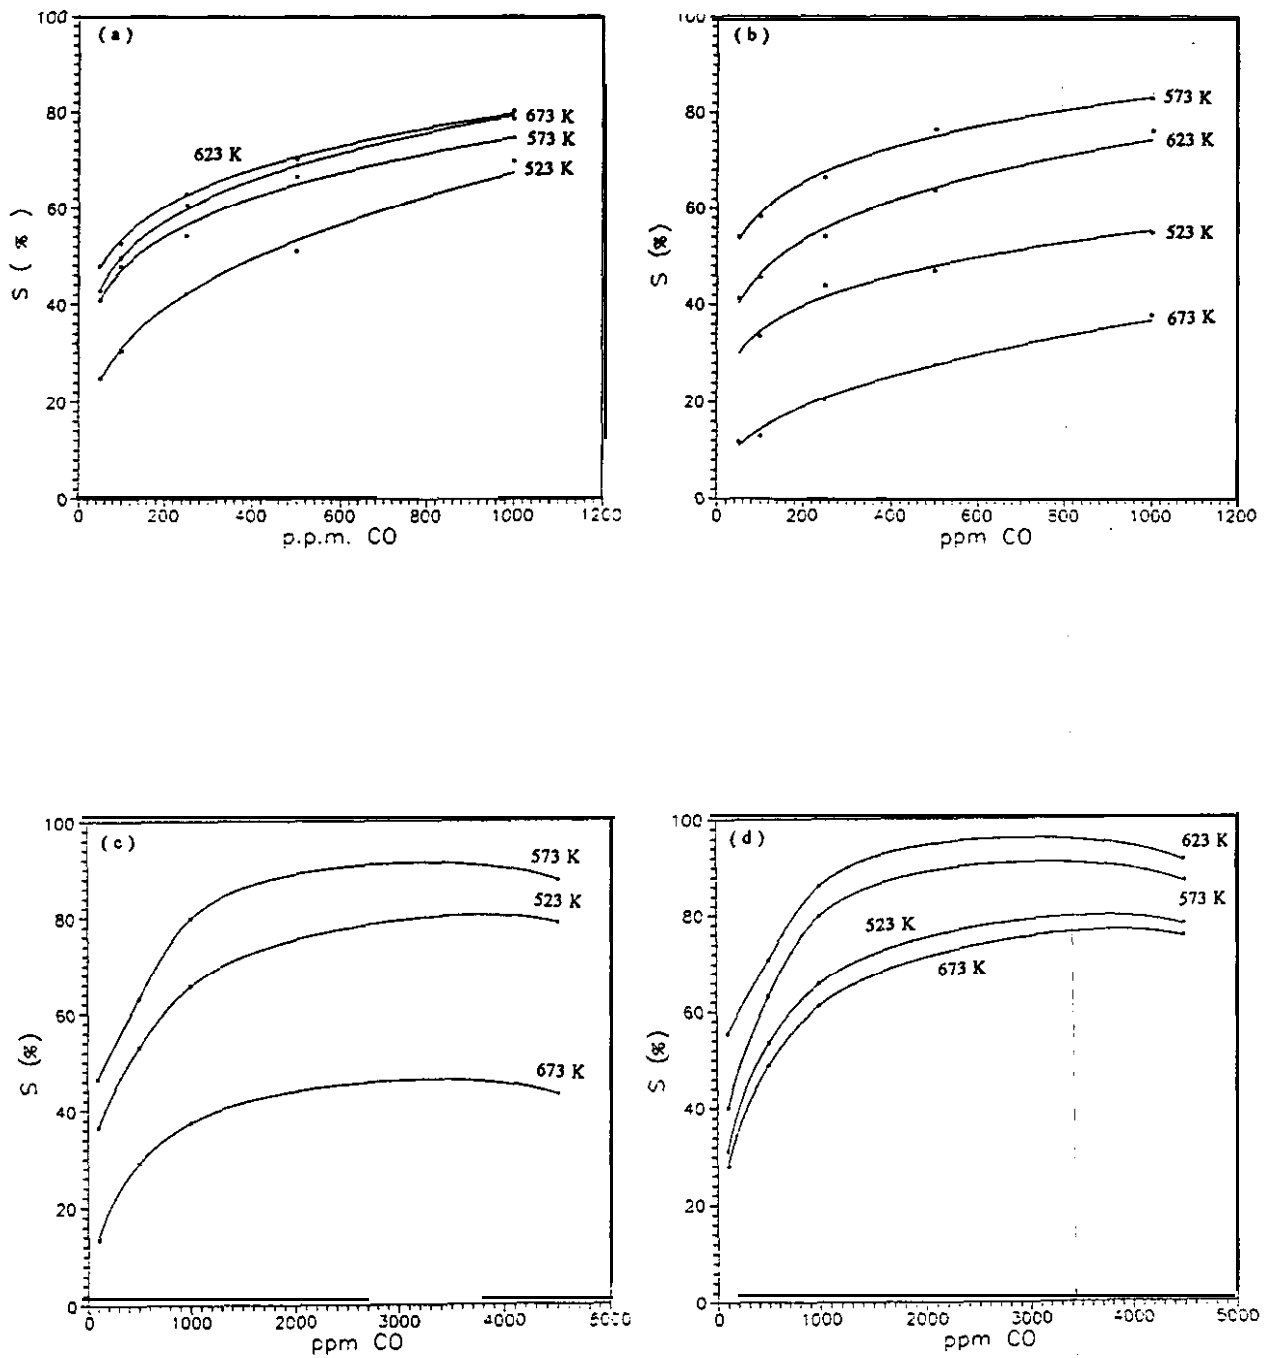 100
( a )
80
60
40
20
0
S ( % )
623 K
673 K
573 K
523 K
0 200 400 600 800 1000 1200
p.p.m. CO
100
( b )
80
60
40
20
0
S (%)
573 K
623 K
523 K
673 K
0 200 400 600 800 1000 1200
ppm CO
100
( c )
80
60
40
20
0
S (%)
573 K
523 K
673 K
0 1000 2000 3000 4000 5000
ppm CO
100
( d )
80
60
40
20
0
S (%)
623 K
573 K
523 K
673 K
0 1000 2000 3000 4000 5000
ppm CO